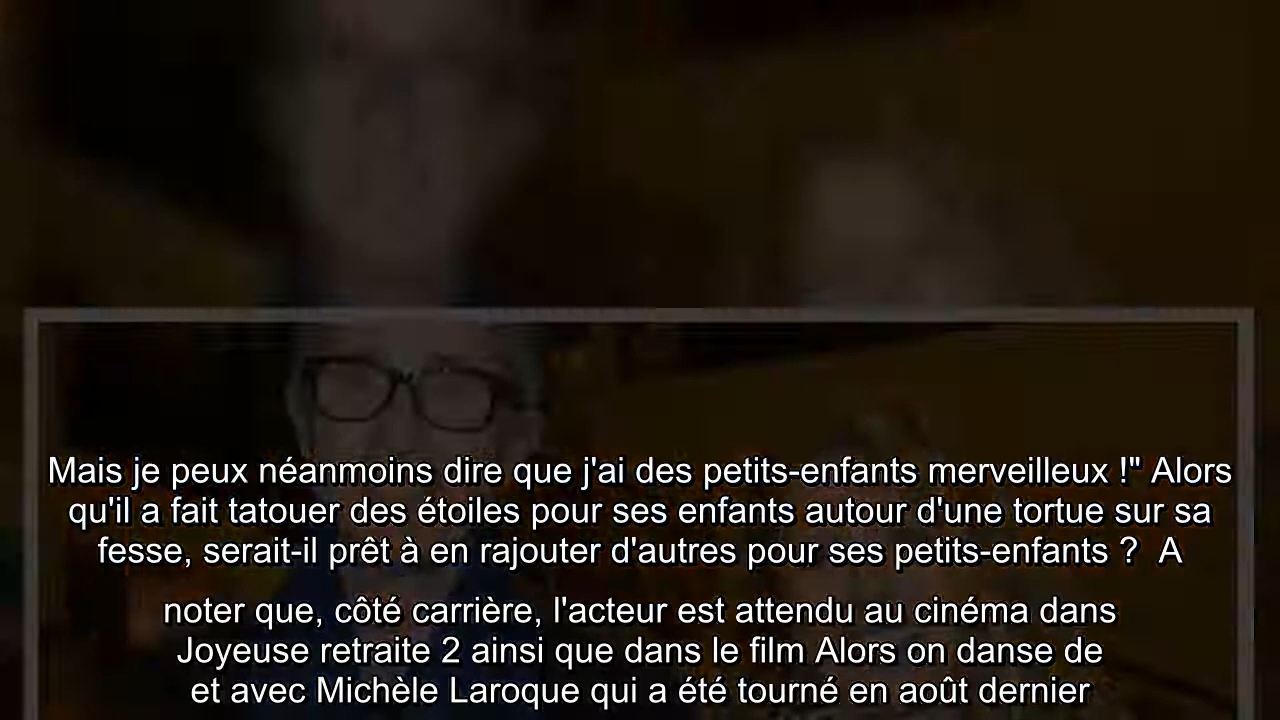 Mais je peux néanmoins dire que j'ai des petits-enfants merveilleux !" Alors
qu'il a fait tatouer des étoiles pour ses enfants autour d'une tortue sur sa
fesse, serait-il prêt à en rajouter d'autres pour ses petits-enfants ?  A
noter que, côté carrière, l'acteur est attendu au cinéma dans
Joyeuse retraite 2 ainsi que dans le film Alors on danse de
et avec Michèle Laroque qui a été tourné en août dernier